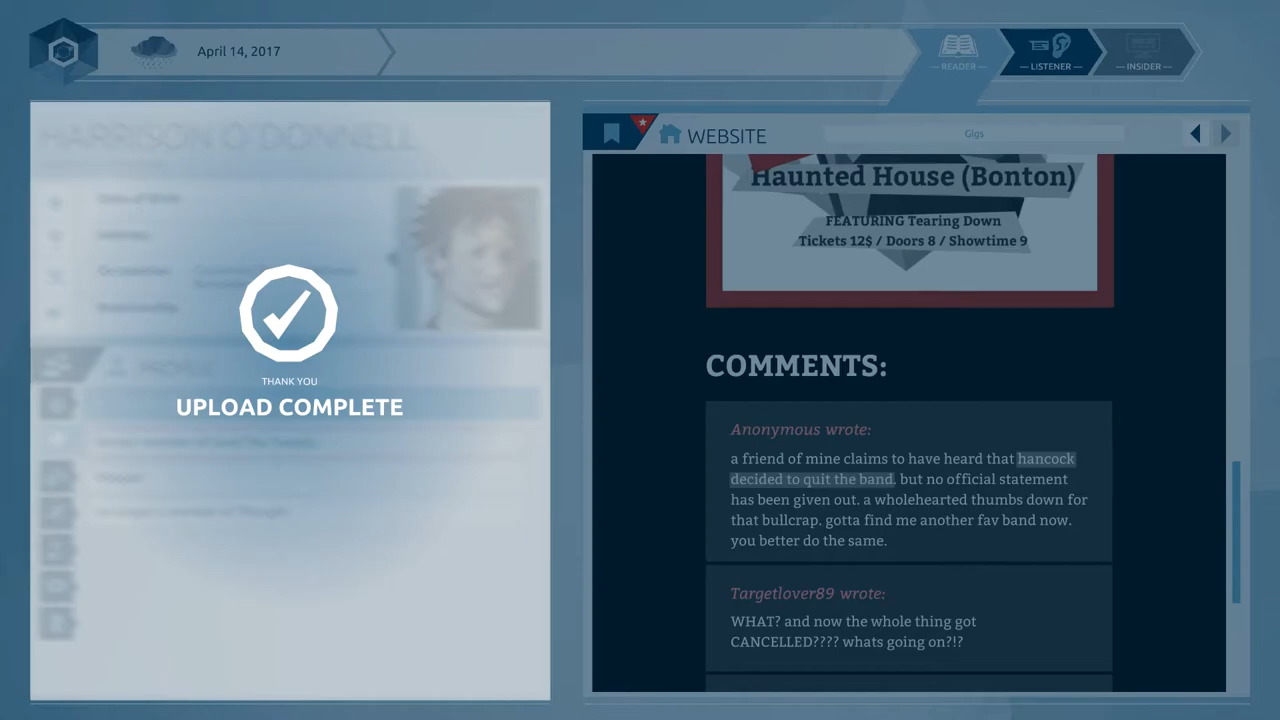 April 14, 2017
— READER —
— LISTENER —
— INSIDER —
HARRISON O'DONNELL
THANK YOU
UPLOAD COMPLETE
WEBSITE
Gigs
Haunted House (Bonton)
FEATURING Tearing Down
Tickets 12$ / Doors 8 / Showtime 9
COMMENTS:
Anonymous wrote:
a friend of mine claims to have heard that hancock
decided to quit the band. but no official statement
has been given out. a wholehearted thumbs down for
that bullcrap. gotta find me another fav band now.
you better do the same.
Targetlover89 wrote:
WHAT? and now the whole thing got
CANCELLED???? whats going on?!?